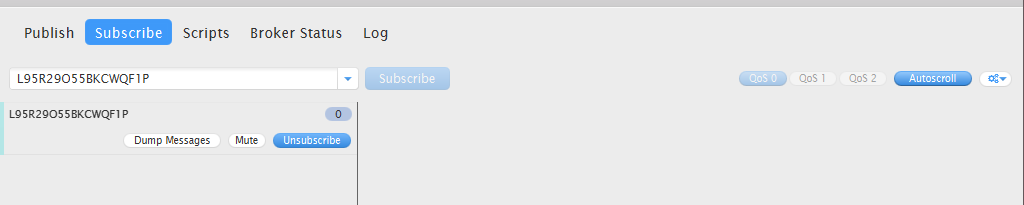 Publish Subscribe Scripts Broker Status Log
L95R29O55BKCWQF1P Subscribe QoS 0 QoS 1 QoS 2 Autoscroll
L95R29O55BKCWQF1P 0
Dump Messages Mute Unsubscribe